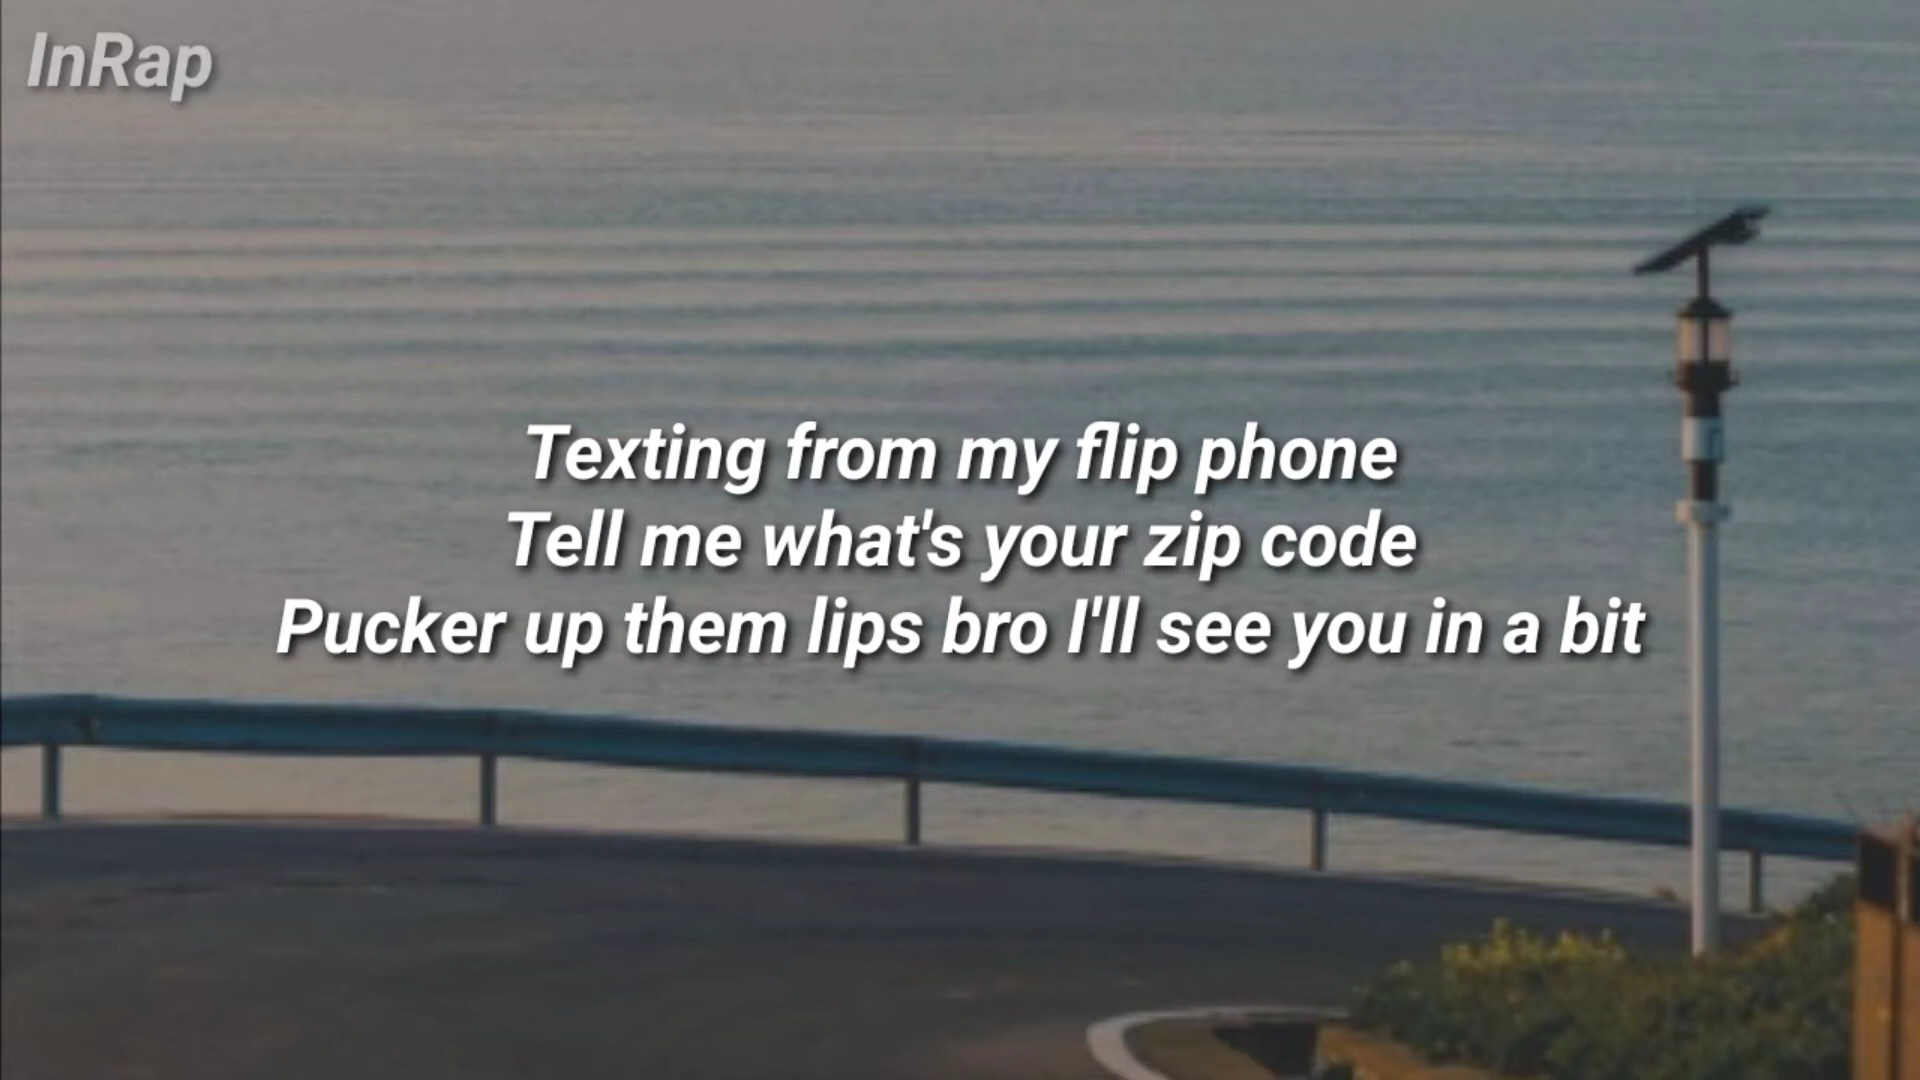 InRap
Texting from my flip phone
Tell me what's your zip code
Pucker up them lips bro I'll see you in a bit